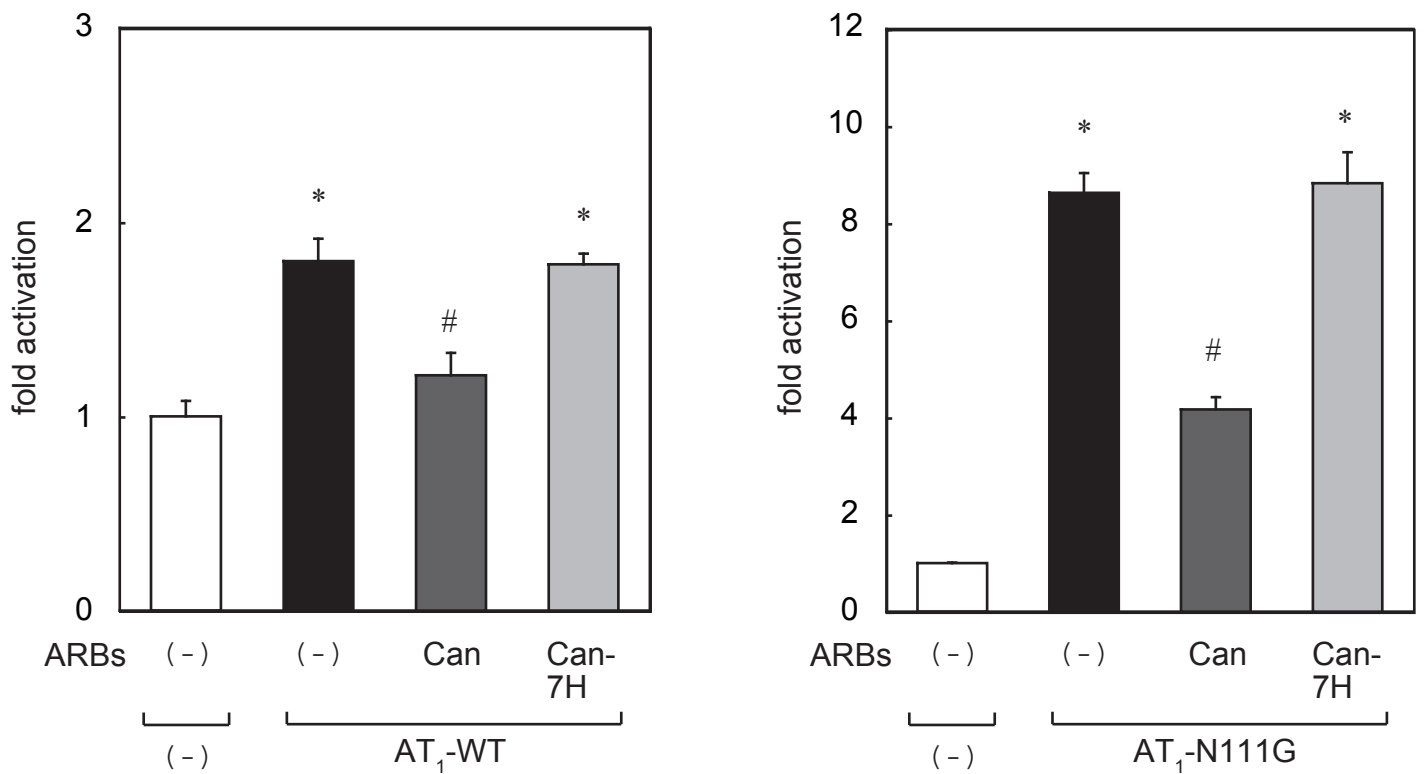 3
2
1
0
fold activation
*
#
*
ARBs (-) (-) Can Can-7H
(-) AT₁-WT
12
10
8
6
4
2
0
fold activation
*
#
*
ARBs (-) (-) Can Can-7H
(-) AT₁-N111G